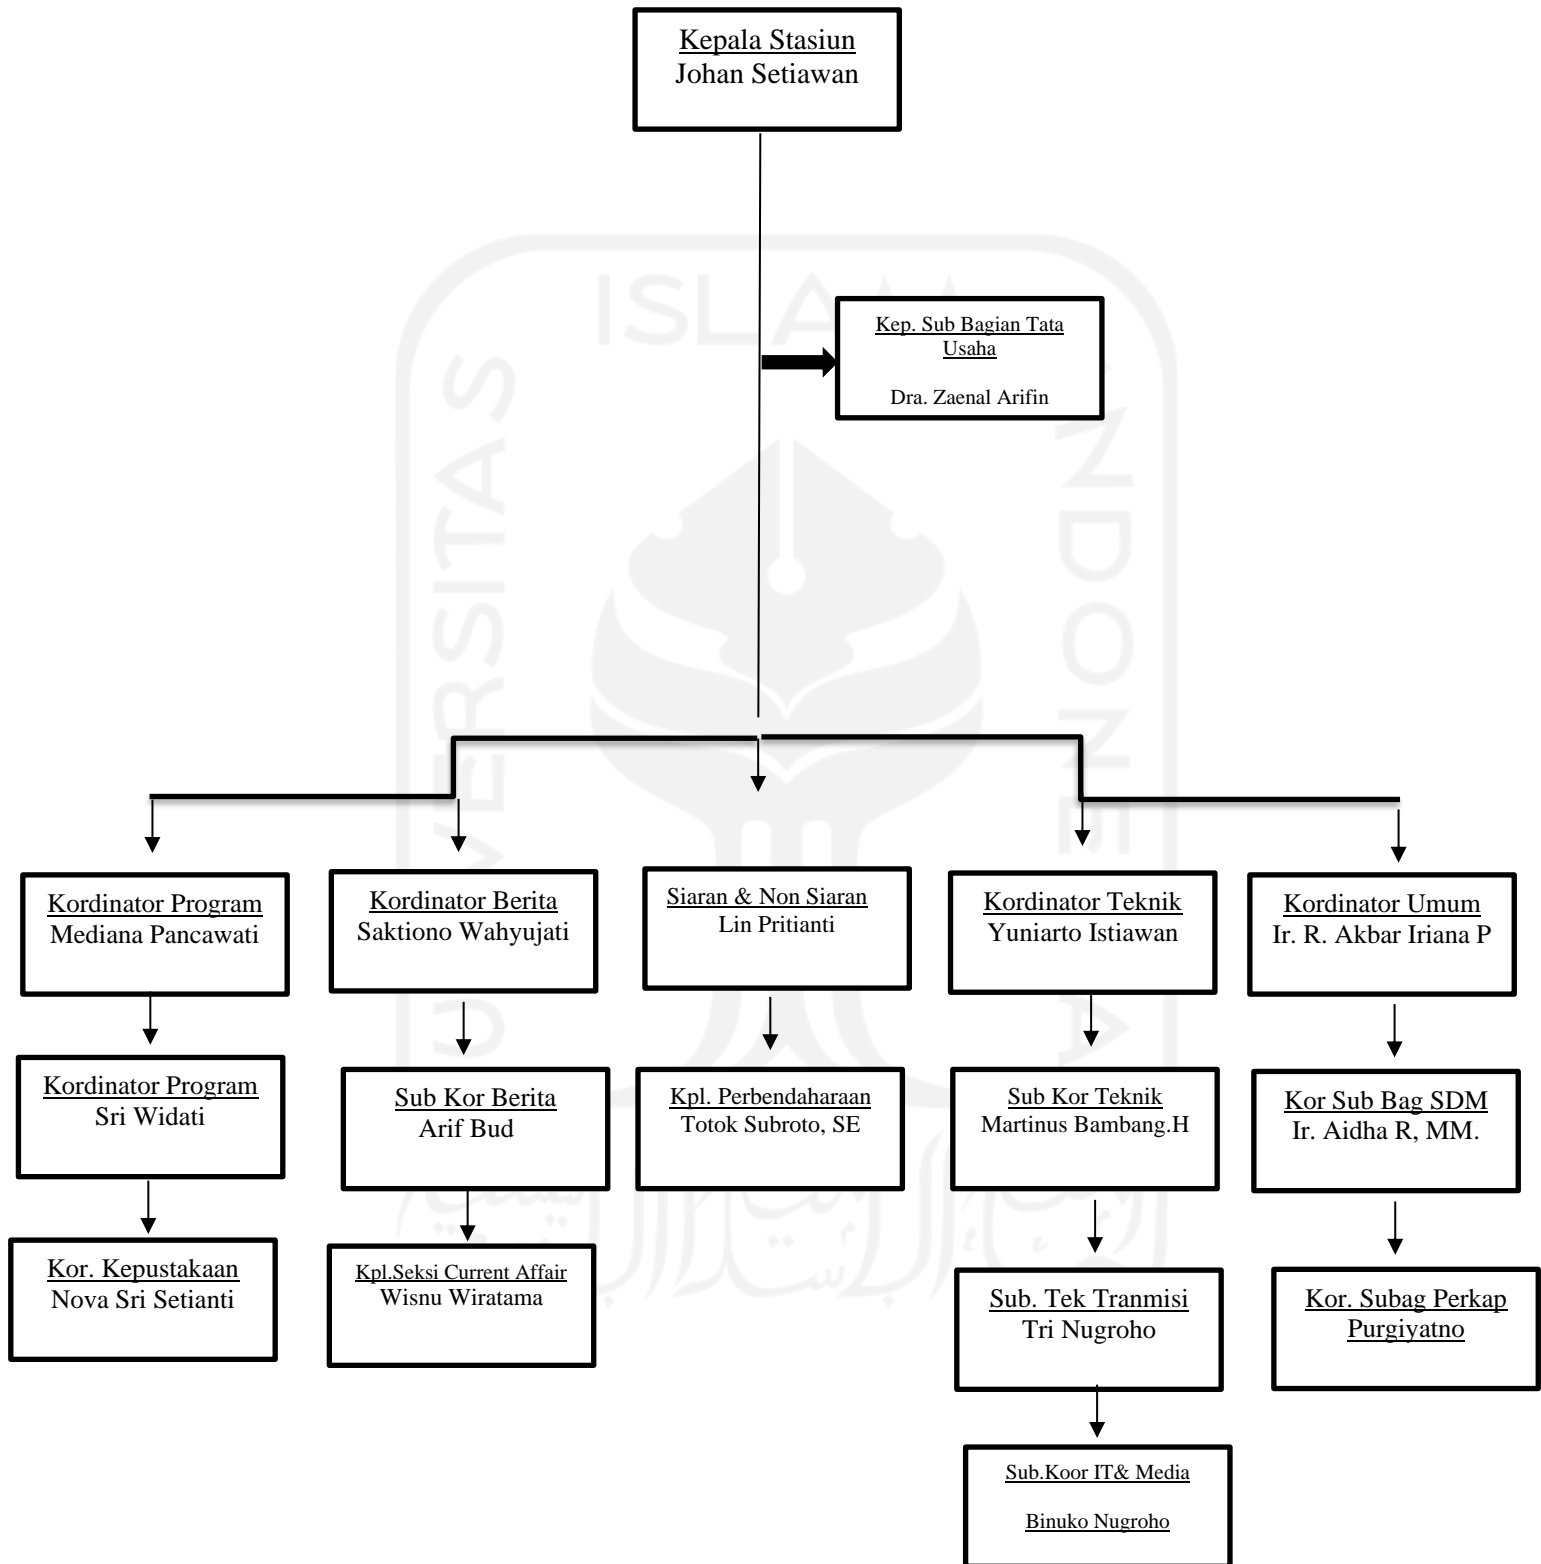 Kepala Stasiun
Johan Setiawan
ISLAM
UNIVERSITAS
INDONESIA
Kep. Sub Bagian Tata
Usaha
Dra. Zaenal Arifin
Kordinator Program
Mediana Pancawati
Kordinator Berita
Saktiono Wahyujati
Siaran & Non Siaran
Lin Pritianti
Kordinator Teknik
Yuniarto Istiawan
Kordinator Umum
Ir. R. Akbar Iriana P
Kordinator Program
Sri Widati
Sub Kor Berita
Arif Bud
Kpl. Perbendaharaan
Totok Subroto, SE
Sub Kor Teknik
Martinus Bambang.H
Kor Sub Bag SDM
Ir. Aidha R, MM.
Kor. Kepustakaan
Nova Sri Setianti
Kpl.Seksi Current Affair
Wisnu Wiratama
Sub. Tek Tranmisi
Tri Nugroho
Kor. Subag Perkap
Purgiyatno
Sub.Koor IT& Media
Binuko Nugroho